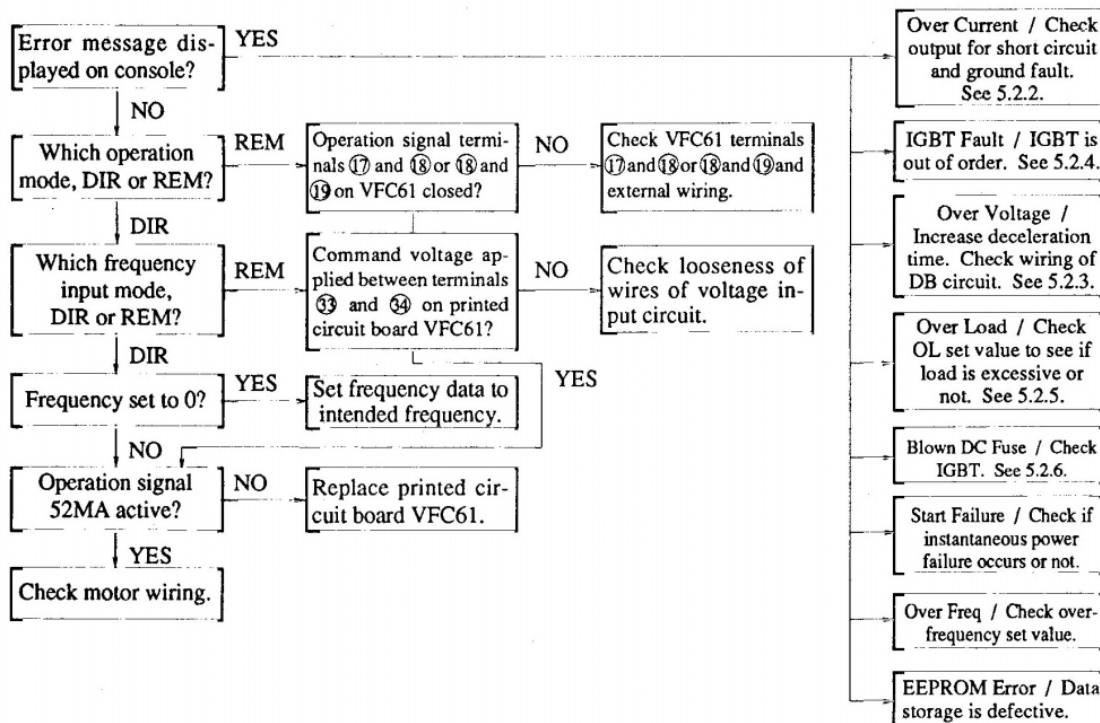 Error message dis-
played on console?
YES
NO
Which operation
mode, DIR or REM?
REM
Operation signal termi-
nals ⑰ and ⑱ or ⑱ and
⑲ on VFC61 closed?
NO
Check VFC61 terminals
⑰ and ⑱ or ⑱ and ⑲ and
external wiring.
DIR
Which frequency
input mode,
DIR or REM?
REM
Command voltage ap-
plied between terminals
㉝ and ㉞ on printed
circuit board VFC61?
NO
Check looseness of
wires of voltage in-
put circuit.
DIR
YES
Frequency set to 0?
YES
Set frequency data to
intended frequency.
NO
Operation signal
52MA active?
NO
Replace printed cir-
cuit board VFC61.
YES
Check motor wiring.
Over Current / Check
output for short circuit
and ground fault.
See 5.2.2.
IGBT Fault / IGBT is
out of order. See 5.2.4.
Over Voltage /
Increase deceleration
time. Check wiring of
DB circuit. See 5.2.3.
Over Load / Check
OL set value to see if
load is excessive or
not. See 5.2.5.
Blown DC Fuse / Check
IGBT. See 5.2.6.
Start Failure / Check if
instantaneous power
failure occurs or not.
Over Freq / Check over-
frequency set value.
EEPROM Error / Data
storage is defective.